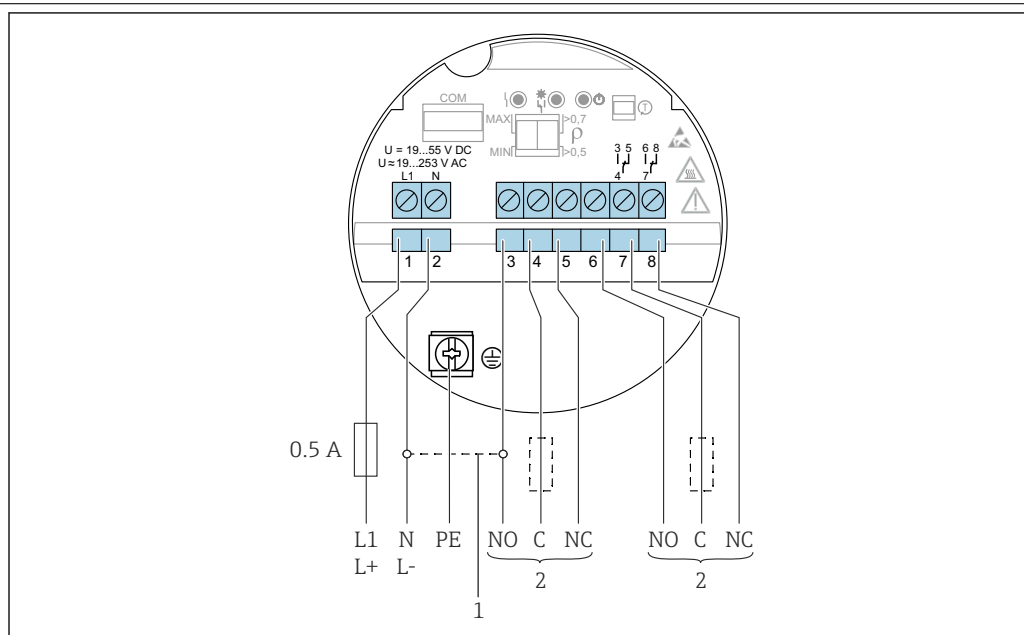 COM
MAX >0,7
ρ
MIN >0,5
U = 19...55 V DC
U≈19...253 V AC
L1 N
3 5 6 8
4 7
T
1 2 3 4 5 6 7 8
0.5 A
L1 N PE NO C NC NO C NC
L+ L-
2 2
1